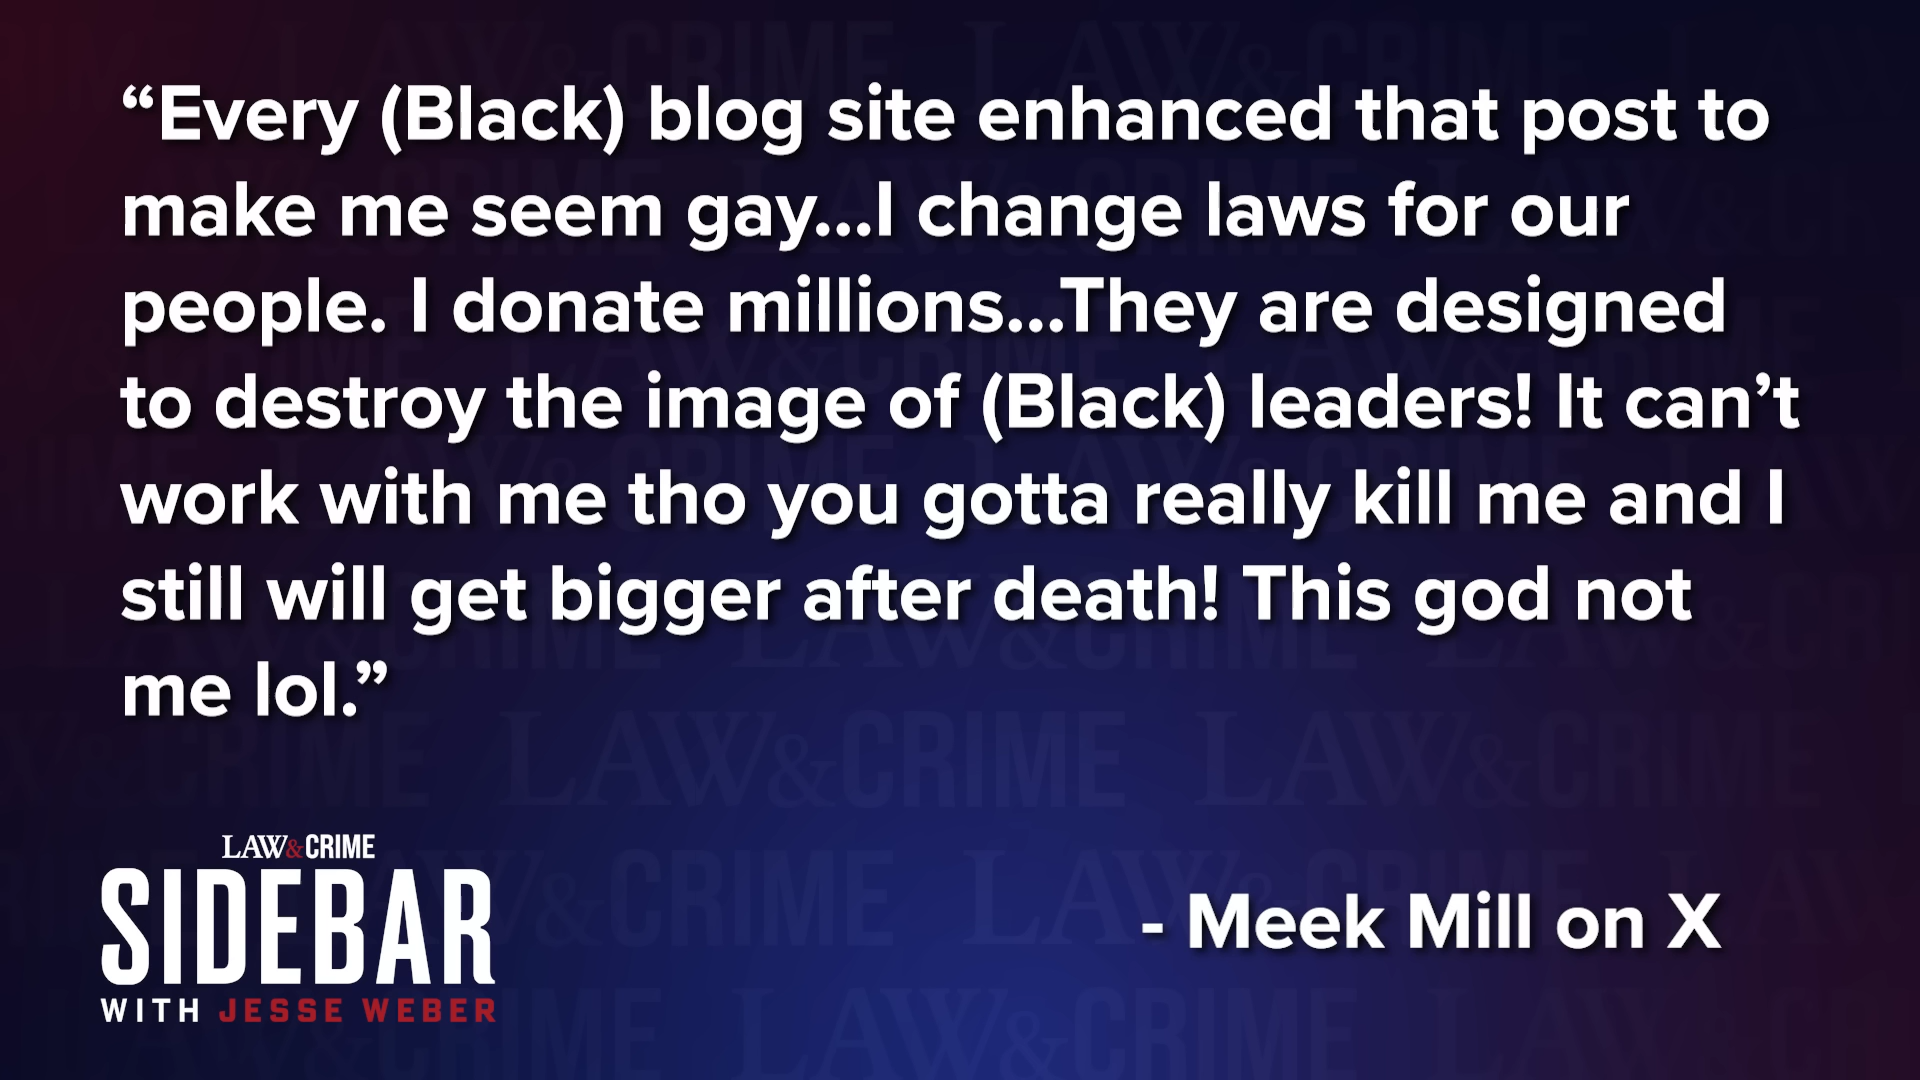 “Every (Black) blog site enhanced that post to
make me seem gay...I change laws for our
people. I donate millions...They are designed
to destroy the image of (Black) leaders! It can’t
work with me tho you gotta really kill me and I
still will get bigger after death! This god not
me lol.”
LAW&CRIME
SIDEBAR
WITH JESSE WEBER
- Meek Mill on X